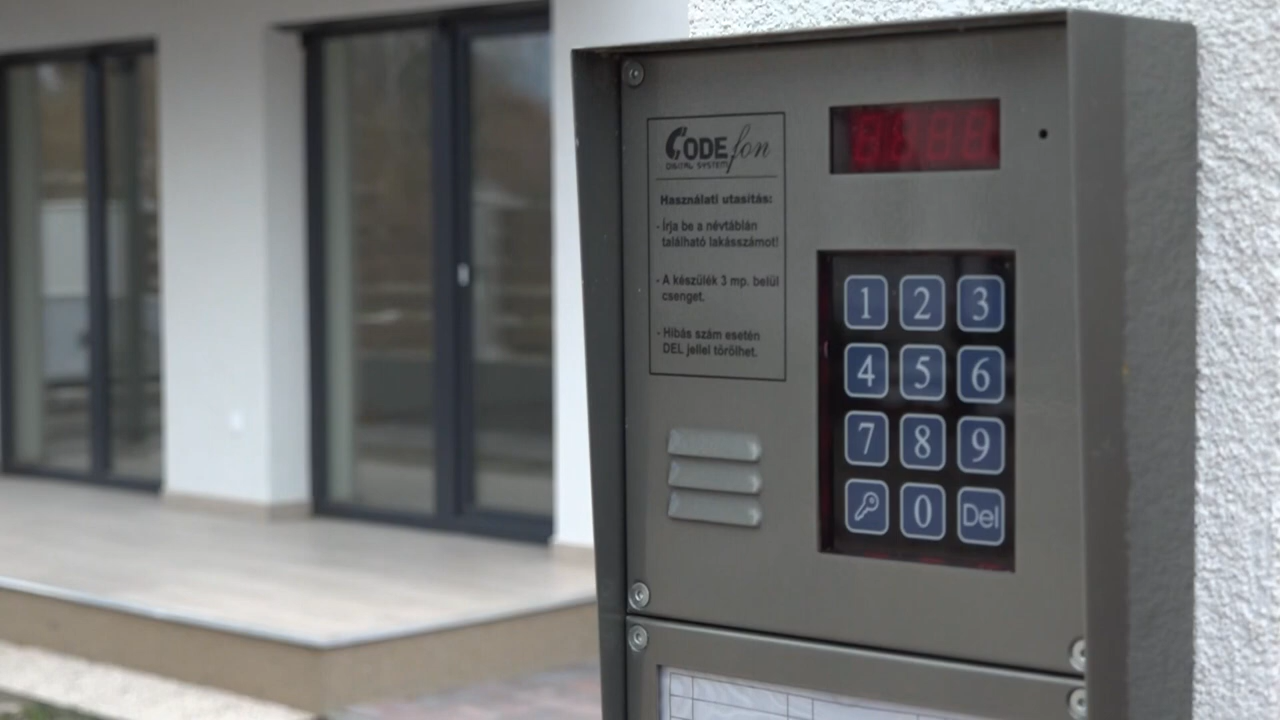 CODEfon
DIGITAL SYSTEM
Használati utasítás:
- Írja be a névtáblán
található lakásszámot!
- A készülék 3 mp. belül
csenget.
- Hibás szám esetén
DEL jellel törölhet.
1 2 3
4 5 6
7 8 9
0 Del